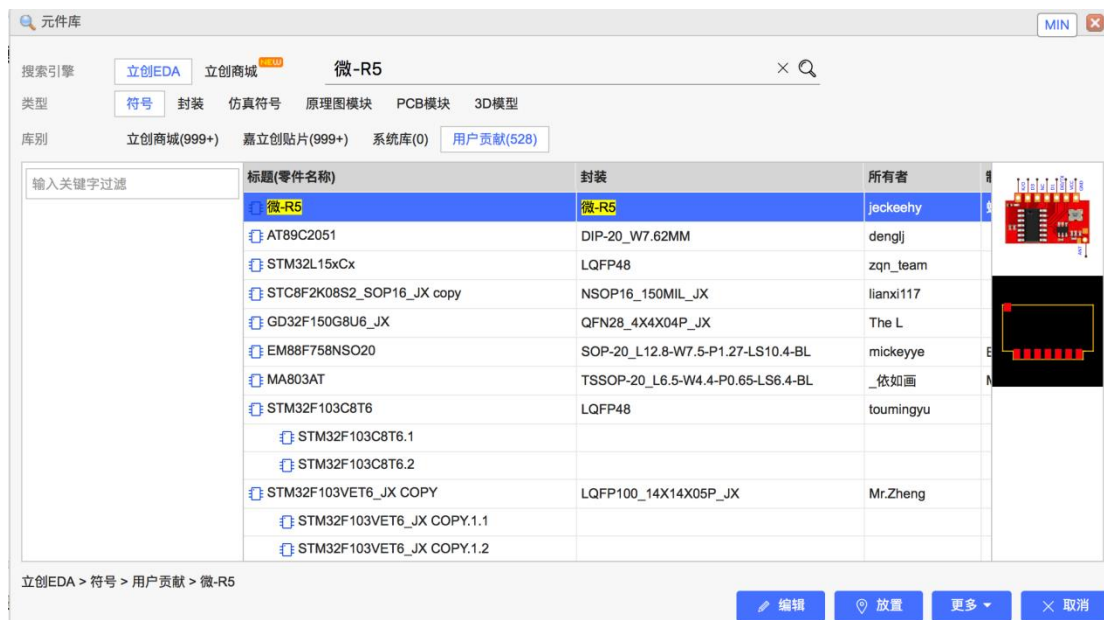 元件库 MIN
搜索引擎 立创EDA 立创商城 NEW 微-R5
类型 符号 封装 仿真符号 原理图模块 PCB模块 3D模型
库别 立创商城(999+) 嘉立创贴片(999+) 系统库(0) 用户贡献(528)
输入关键字过滤
标题(零件名称) 封装 所有者
微-R5 微-R5 jeckeehy
AT89C2051 DIP-20_W7.62MM denglj
STM32L15xCx LQFP48 zqn_team
STC8F2K08S2_SOP16_JX copy NSOP16_150MIL_JX lianxi117
GD32F150G8U6_JX QFN28_4X4X04P_JX The L
EM88F758NSO20 SOP-20_L12.8-W7.5-P1.27-LS10.4-BL mickeyye
MA803AT TSSOP-20_L6.5-W4.4-P0.65-LS6.4-BL _依如画
STM32F103C8T6 LQFP48 toumingyu
STM32F103C8T6.1
STM32F103C8T6.2
STM32F103VET6_JX COPY LQFP100_14X14X05P_JX Mr.Zheng
STM32F103VET6_JX COPY.1.1
STM32F103VET6_JX COPY.1.2
立创EDA > 符号 > 用户贡献 > 微-R5
编辑 放置 更多 取消